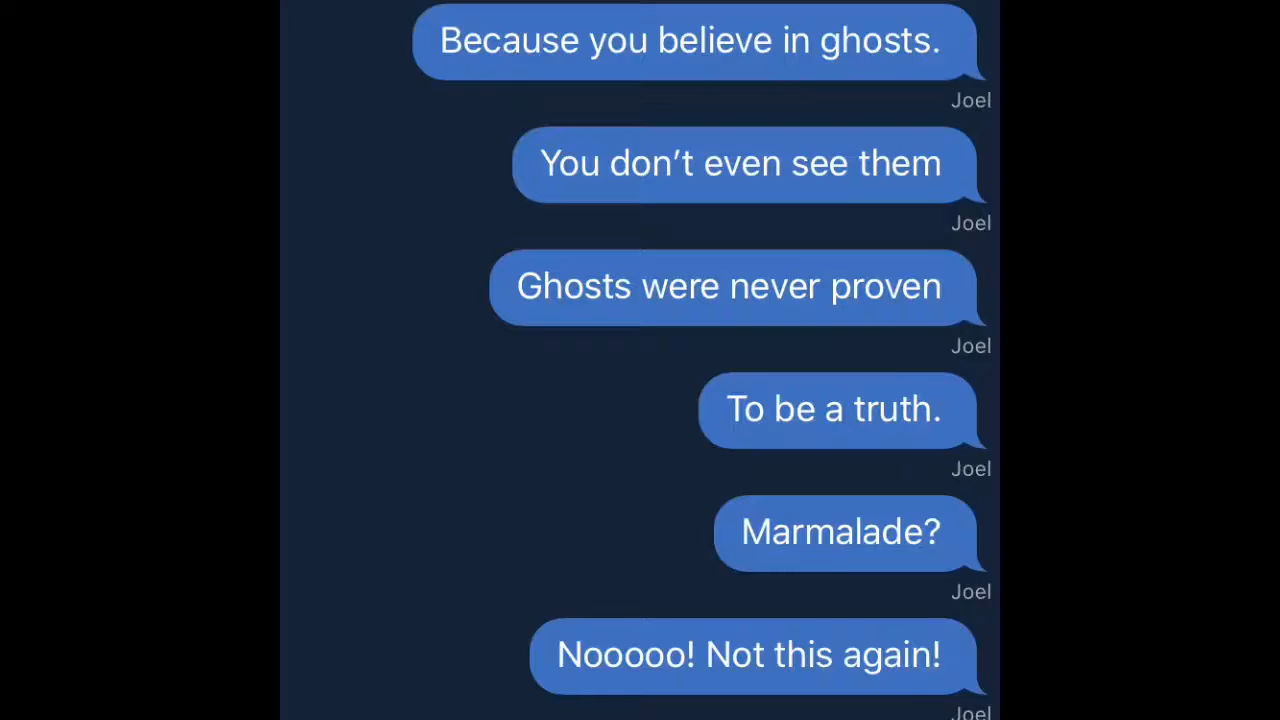 Because you believe in ghosts.
Joel
You don’t even see them
Joel
Ghosts were never proven
Joel
To be a truth.
Joel
Marmalade?
Joel
Nooooo! Not this again!
Joel